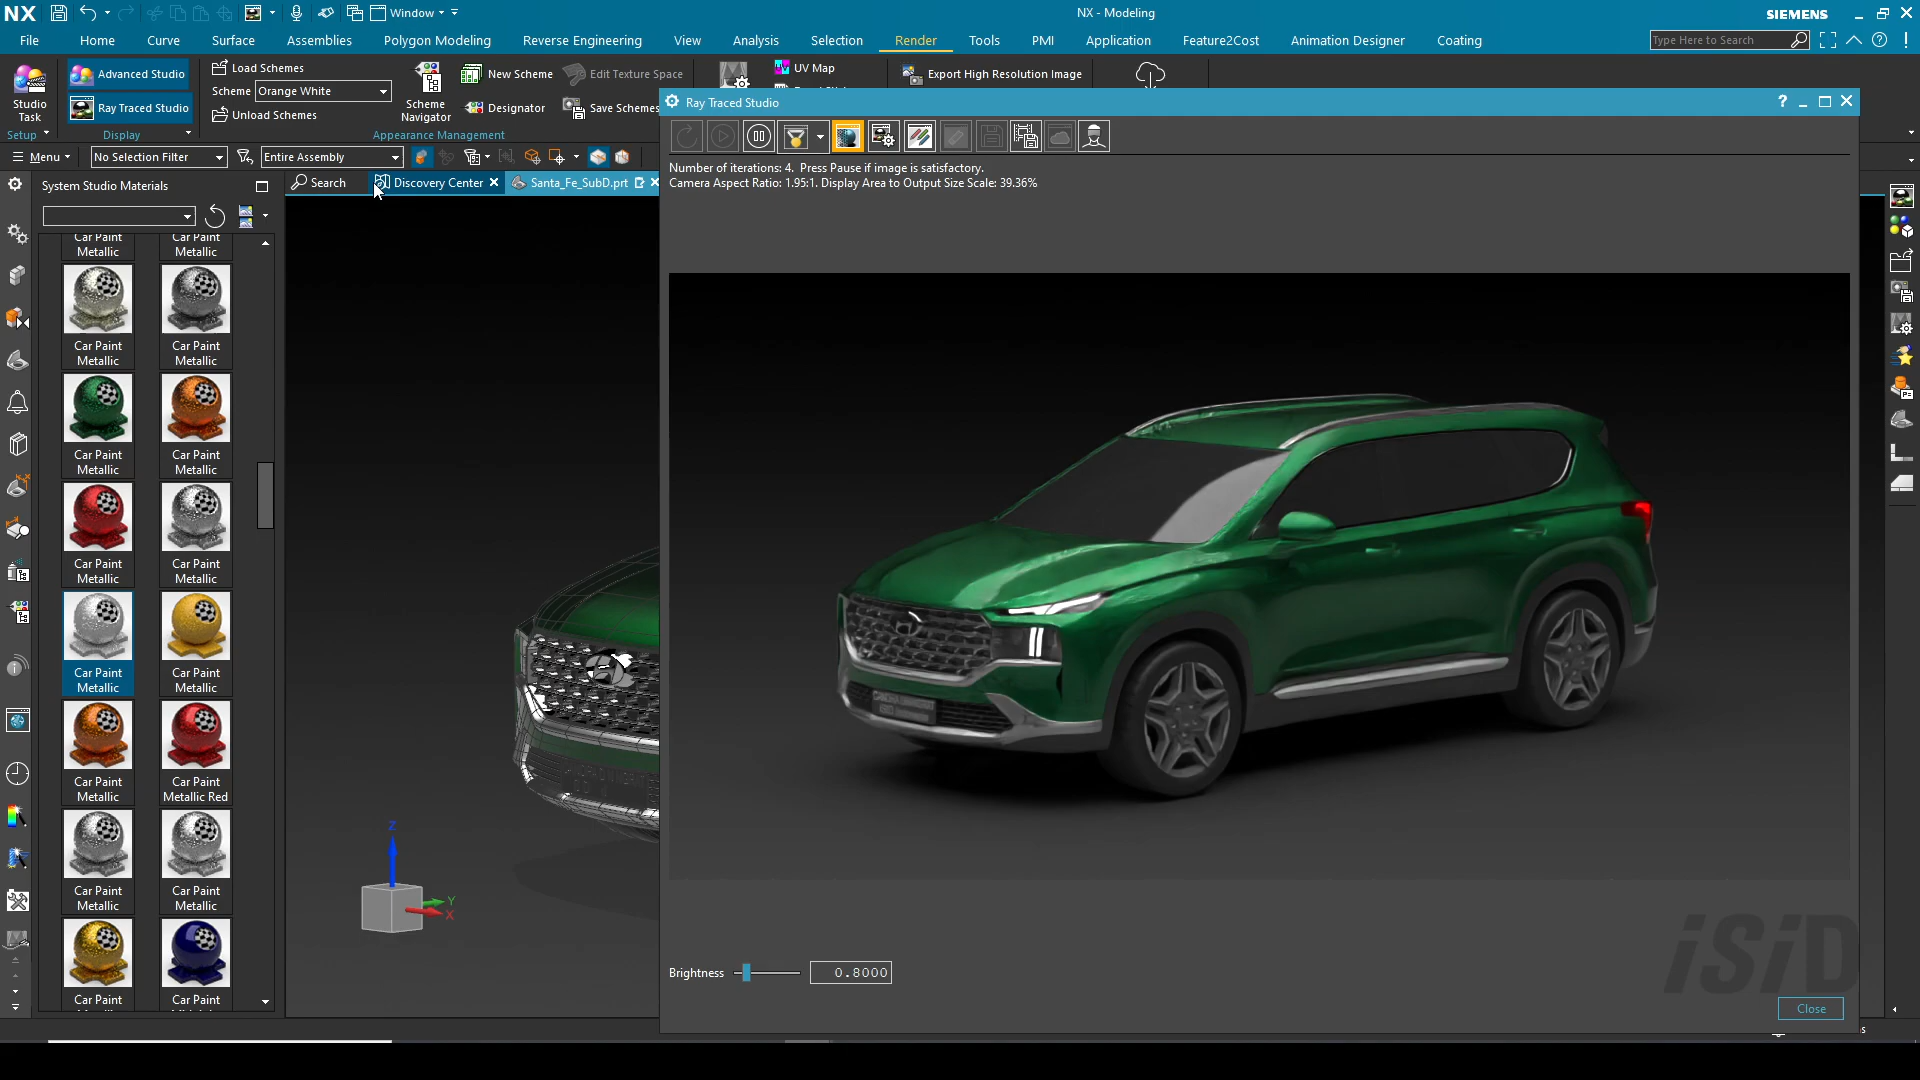 NX
Window
NX - Modeling
SIEMENS
File Home Curve Surface Assemblies Polygon Modeling Reverse Engineering View Analysis Selection Render Tools PMI Application Feature2Cost Animation Designer Coating
Type Here to Search
Studio
Task
Setup
Advanced Studio
Ray Traced Studio
Display
Load Schemes
Scheme Orange White
Unload Schemes
Scheme
Navigator
New Scheme
Designator
Edit Texture Space
Save Schemes
Appearance Management
UV Map
Export High Resolution Image
Menu
No Selection Filter
Entire Assembly
System Studio Materials
Search
Discovery Center
Santa_Fe_SubD.prt
Ray Traced Studio
Number of iterations: 4. Press Pause if image is satisfactory.
Camera Aspect Ratio: 1.95:1. Display Area to Output Size Scale: 39.36%
Car Paint Car Paint
Metallic Metallic
Car Paint Car Paint
Metallic Metallic
Car Paint Car Paint
Metallic Metallic
Car Paint Car Paint
Metallic Metallic
Car Paint Car Paint
Metallic Metallic
Car Paint Car Paint
Metallic Metallic Red
Car Paint Car Paint
Metallic Metallic
Car Paint Car Paint
Z
Y
X
Brightness 0.8000
iSiD
Close